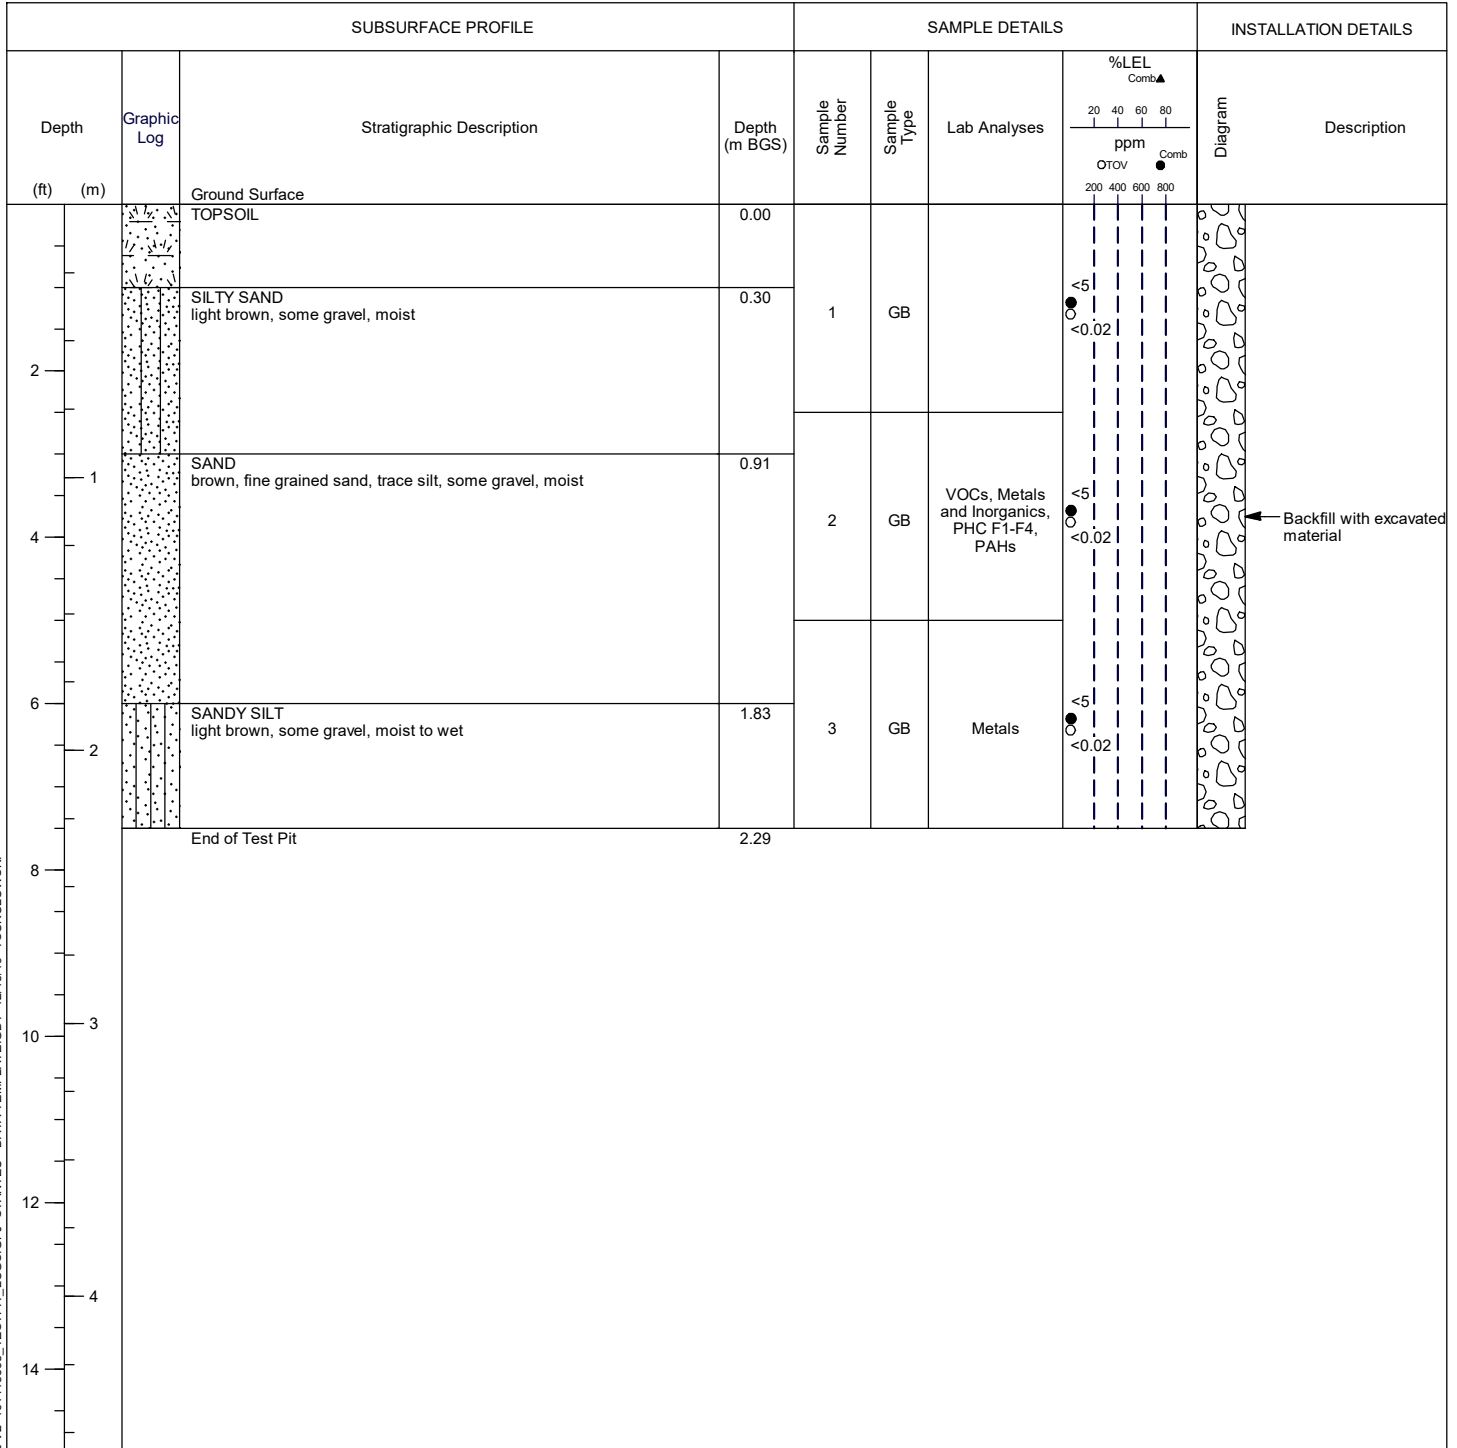 SUBSURFACE PROFILE
SAMPLE DETAILS
INSTALLATION DETAILS
Depth
(ft) (m)
Graphic
Log
Stratigraphic Description
Ground Surface
Depth
(m BGS)
Sample
Number
Sample
Type
Lab Analyses
%LEL
Comb▲
20 40 60 80
ppm
OTOV
Comb
200 400 600 800
Diagram
Description
TOPSOIL 0.00
SILTY SAND 0.30
light brown, some gravel, moist
1 GB
<5
<0.02
2
SAND 0.91
brown, fine grained sand, trace silt, some gravel, moist
1
2 GB
VOCs, Metals
and Inorganics,
PHC F1-F4,
PAHs
<5
<0.02
Backfill with excavated
material
4
6
SANDY SILT 1.83
light brown, some gravel, moist to wet
3 GB Metals
<5
<0.02
2
End of Test Pit 2.29
8
3
10
12
4
14